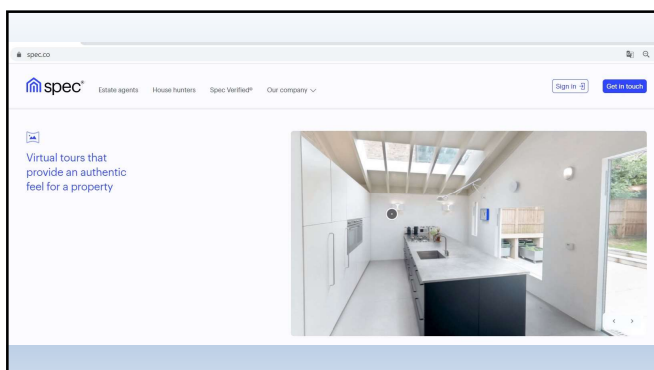 spec.co
spec®
Estate agents House hunters Spec Verified® Our company
Sign in
Get in touch
Virtual tours that
provide an authentic
feel for a property